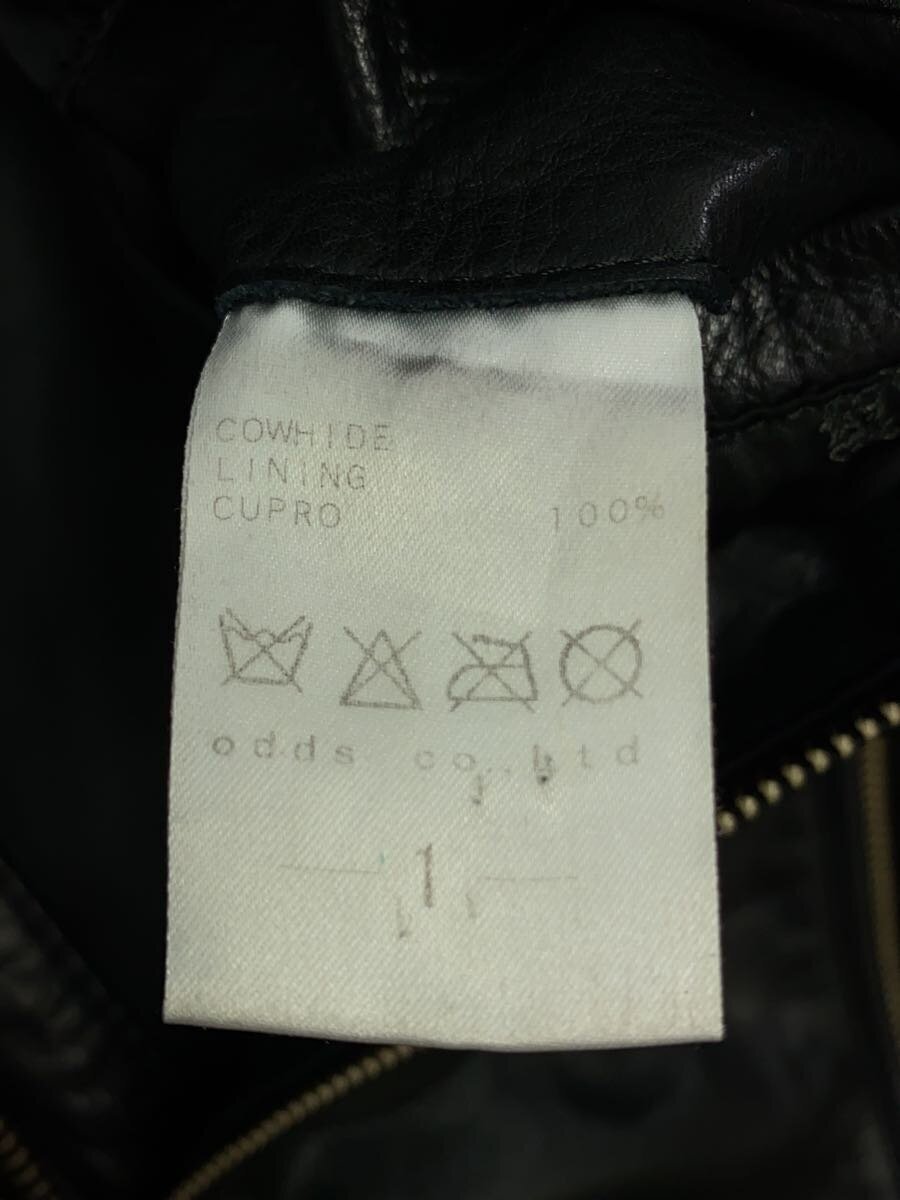 COWHIDE
LINING
CUPRO 100%
odds co.,ltd
1